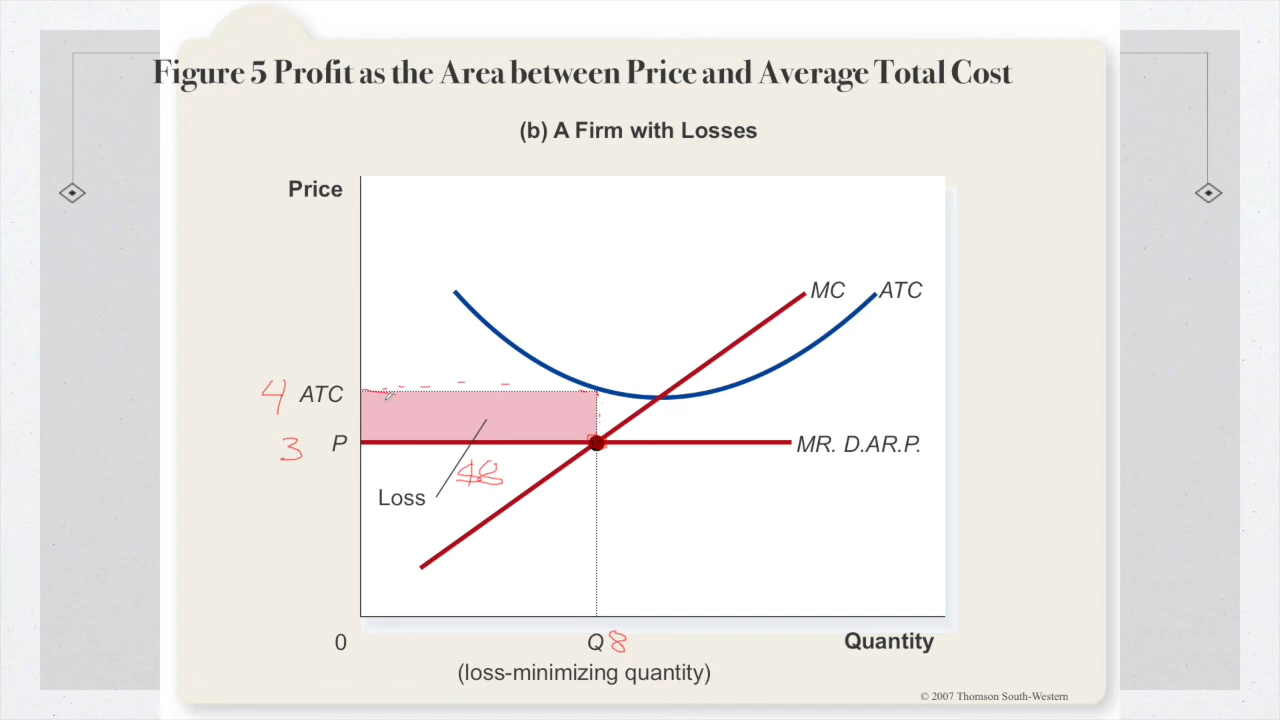 Figure 5 Profit as the Area between Price and Average Total Cost
(b) A Firm with Losses
Price
MC
ATC
4 ATC
3 P
MR. D.AR.P.
Loss
0
Q 8
Quantity
(loss-minimizing quantity)
© 2007 Thomson South-Western